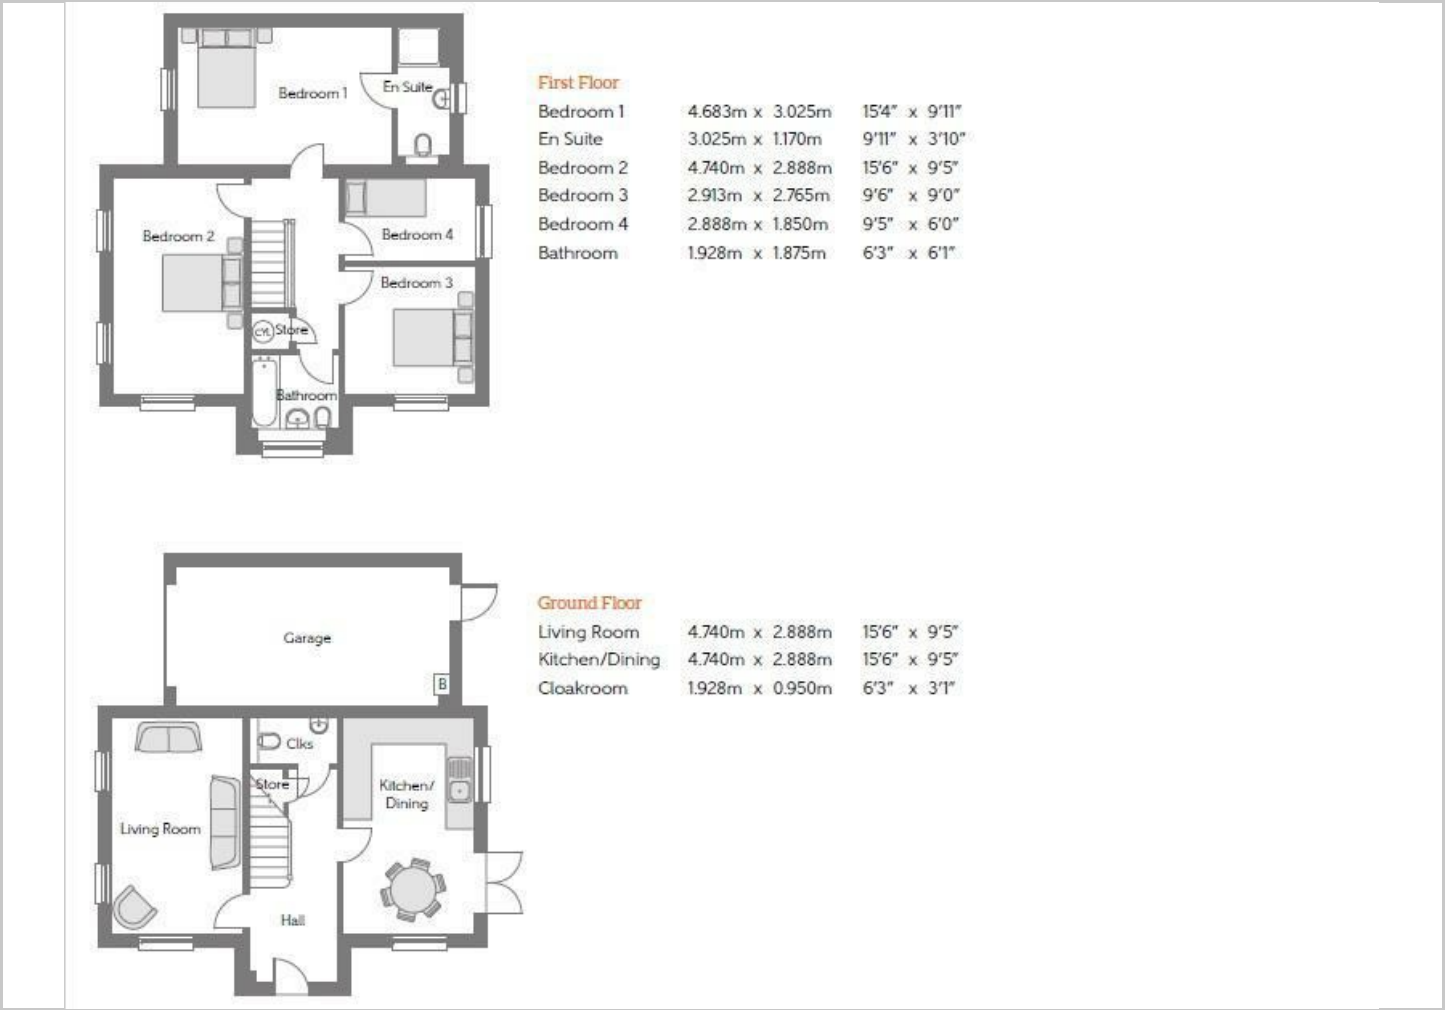 Bedroom 1
En Suite
Bedroom 2
Bedroom 4
Bedroom 3
CYL Store
Bathroom
First Floor
Bedroom 1 4.683m x 3.025m 15'4" x 9'11"
En Suite 3.025m x 1.170m 9'11" x 3'10"
Bedroom 2 4.740m x 2.888m 15'6" x 9'5"
Bedroom 3 2.913m x 2.765m 9'6" x 9'0"
Bedroom 4 2.888m x 1.850m 9'5" x 6'0"
Bathroom 1.928m x 1.875m 6'3" x 6'1"
Garage
B
Clks
Store
Kitchen/
Dining
Living Room
Hall
Ground Floor
Living Room 4.740m x 2.888m 15'6" x 9'5"
Kitchen/Dining 4.740m x 2.888m 15'6" x 9'5"
Cloakroom 1.928m x 0.950m 6'3" x 3'1"